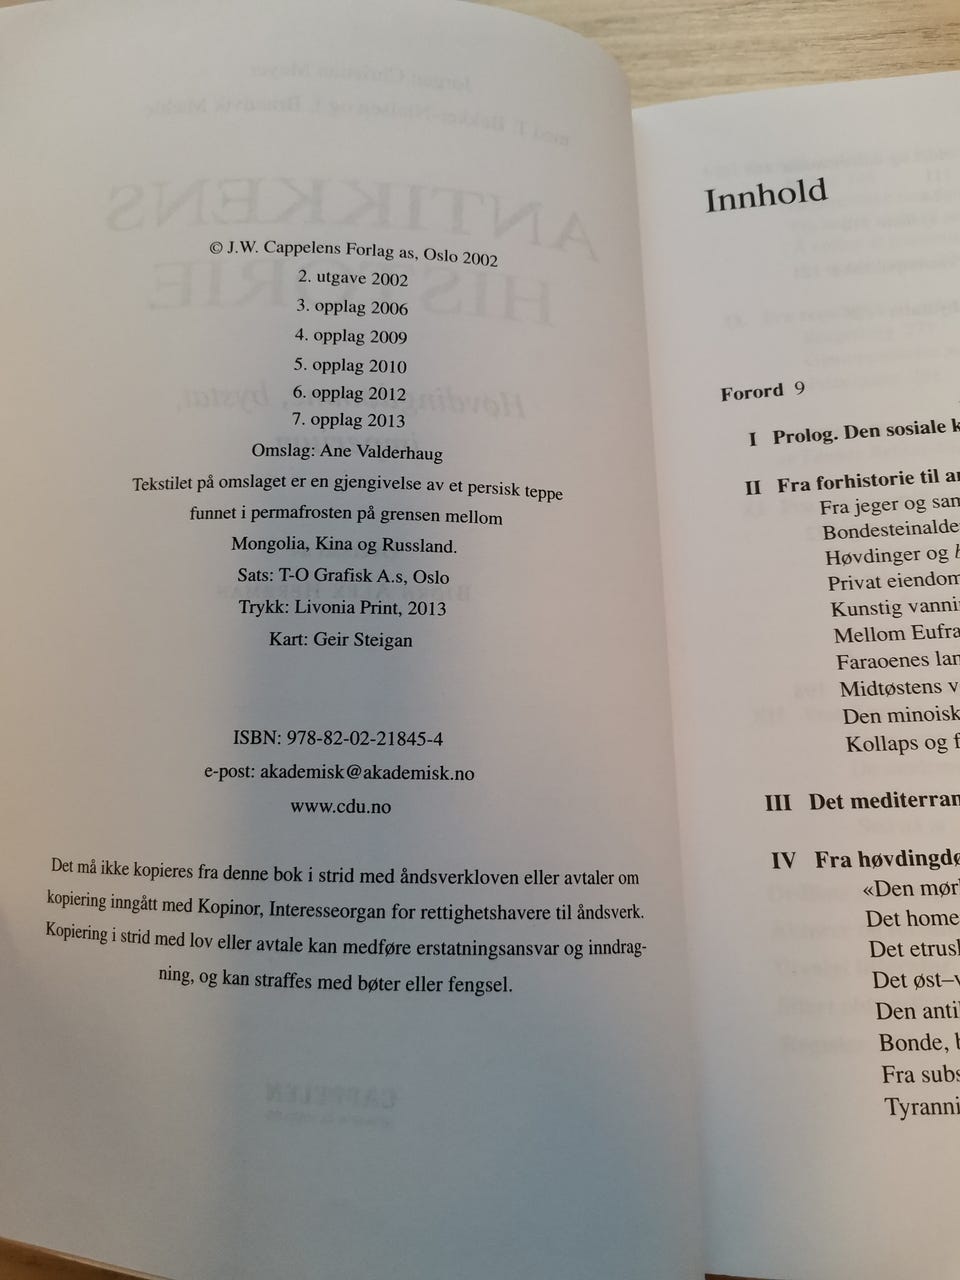 © J.W. Cappelens Forlag as, Oslo 2002
2. utgave 2002
3. opplag 2006
4. opplag 2009
5. opplag 2010
6. opplag 2012
7. opplag 2013
Omslag: Ane Valderhaug
Tekstilet på omslaget er en gjengivelse av et persisk teppe
funnet i permafrosten på grensen mellom
Mongolia, Kina og Russland.
Sats: T-O Grafisk A.s, Oslo
Trykk: Livonia Print, 2013
Kart: Geir Steigan
ISBN: 978-82-02-21845-4
e-post: akademisk@akademisk.no
www.cdu.no
Det må ikke kopieres fra denne bok i strid med åndsverkloven eller avtaler om
kopiering inngått med Kopinor, Interesseorgan for rettighetshavere til åndsverk.
Kopiering i strid med lov eller avtale kan medføre erstatningsansvar og inndrag-
ning, og kan straffes med bøter eller fengsel.
Innhold
Forord 9
I Prolog. Den sosiale
II Fra forhistorie til
Fra jeger og
Bondesteinalde
Høvdinger og
Privat eiendom
Kunstig vanni
Mellom Eufra
Faraoenes lan
Midtøstens v
Den minoisk
Kollaps og f
III Det mediterran
IV Fra høvdingdø
«Den mør
Det home
Det etrusk
Det øst–v
Den anti
Bonde, b
Fra subs
Tyranni